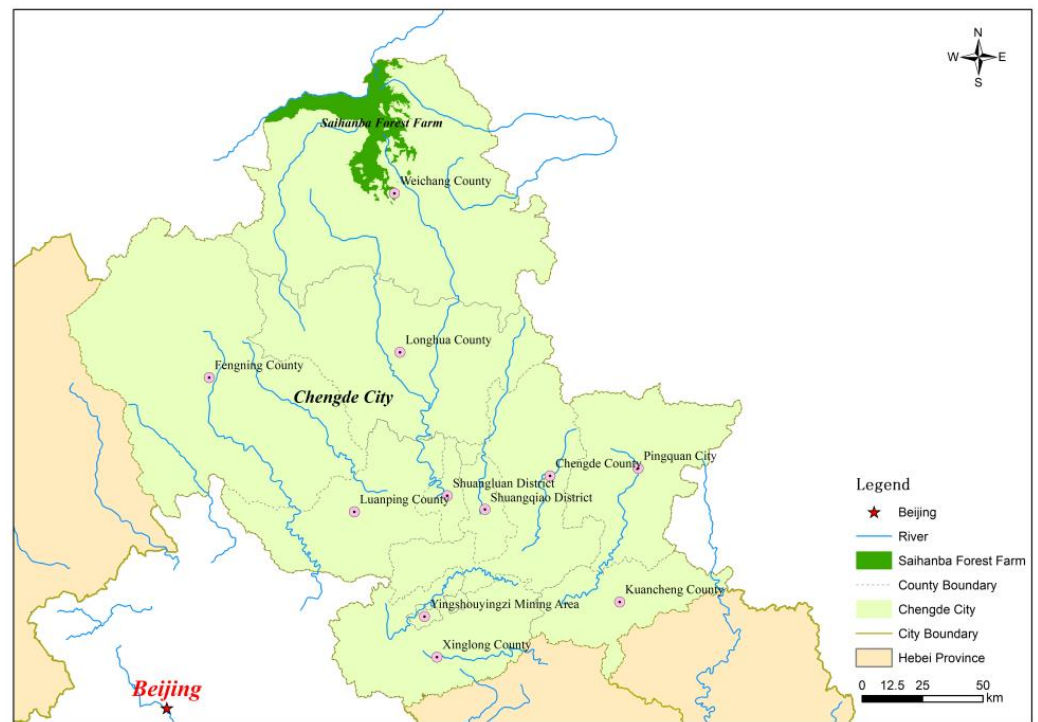 N
W E
S
Saihanba Forest Farm
Weichang County
Longhua County
Fengning County
Chengde City
Chengde County
Pingquan City
Shuangluan District
Luanping County
Shuangqiao District
Kuancheng County
Yingshouyingzi Mining Area
Xinglong County
Beijing
Legend
Beijing
River
Saihanba Forest Farm
County Boundary
Chengde City
City Boundary
Hebei Province
0 12.5 25 50
km